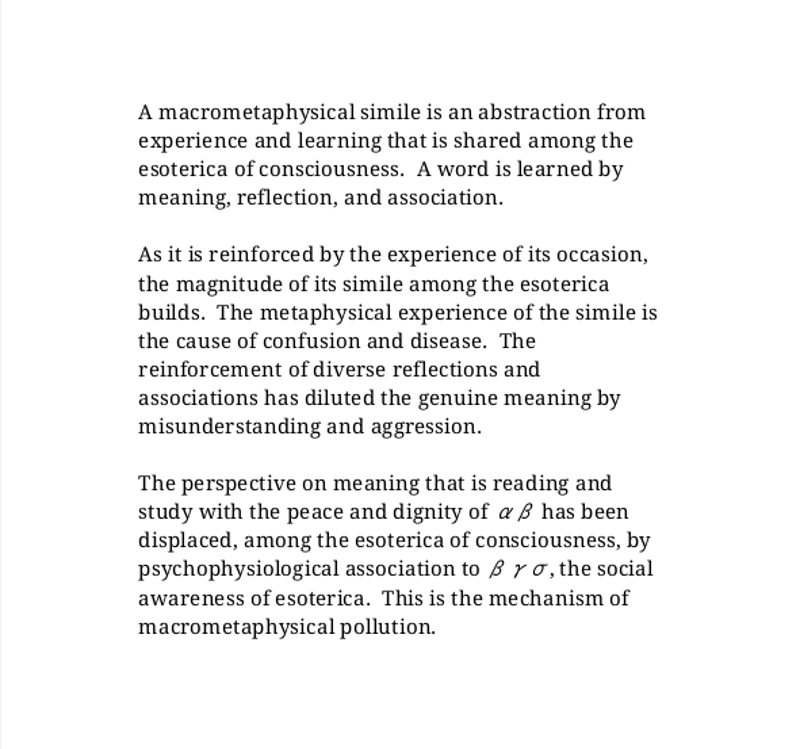 A macrometaphysical simile is an abstraction from
experience and learning that is shared among the
esoterica of consciousness.  A word is learned by
meaning, reflection, and association.
As it is reinforced by the experience of its occasion,
the magnitude of its simile among the esoterica
builds.  The metaphysical experience of the simile is
the cause of confusion and disease.  The
reinforcement of diverse reflections and
associations has diluted the genuine meaning by
misunderstanding and aggression.
The perspective on meaning that is reading and
study with the peace and dignity of α β has been
displaced, among the esoterica of consciousness, by
psychophysiological association to β γ σ, the social
awareness of esoterica.  This is the mechanism of
macrometaphysical pollution.